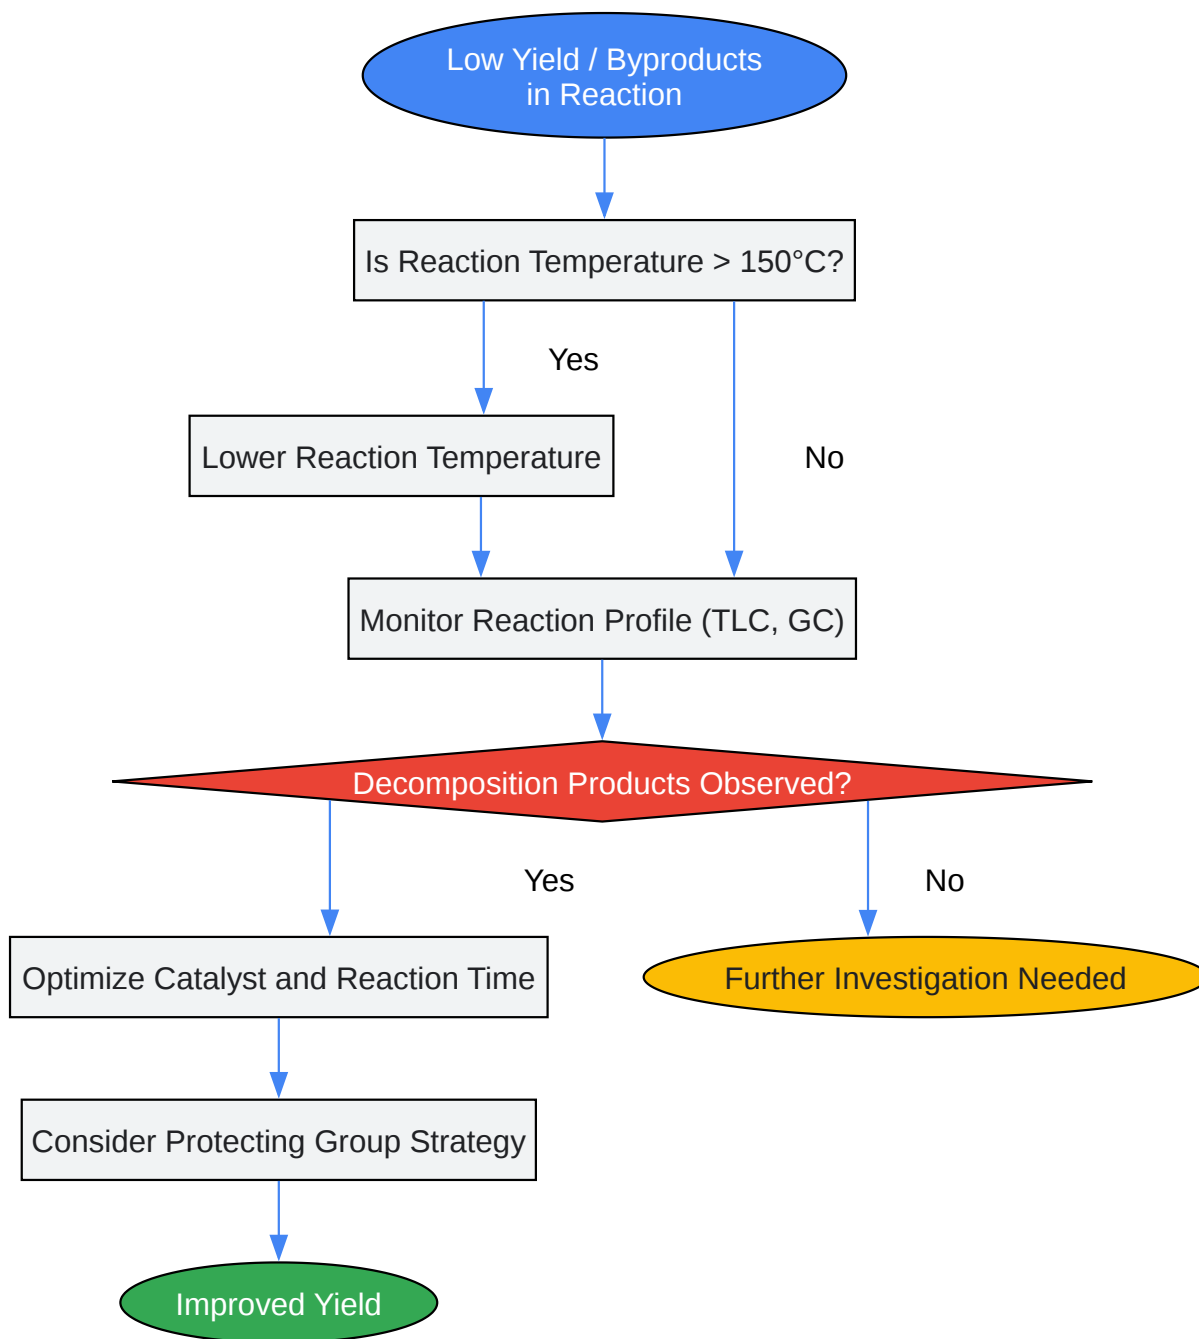 Low Yield / Byproducts
in Reaction
Is Reaction Temperature > 150°C?
Yes
Lower Reaction Temperature
No
Monitor Reaction Profile (TLC, GC)
Decomposition Products Observed?
Yes
No
Optimize Catalyst and Reaction Time
Further Investigation Needed
Consider Protecting Group Strategy
Improved Yield